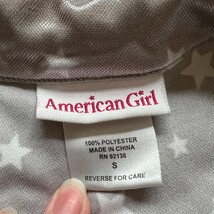 American Girl
100% POLYESTER
MADE IN CHINA
RN 92138
S
REVERSE FOR CARE